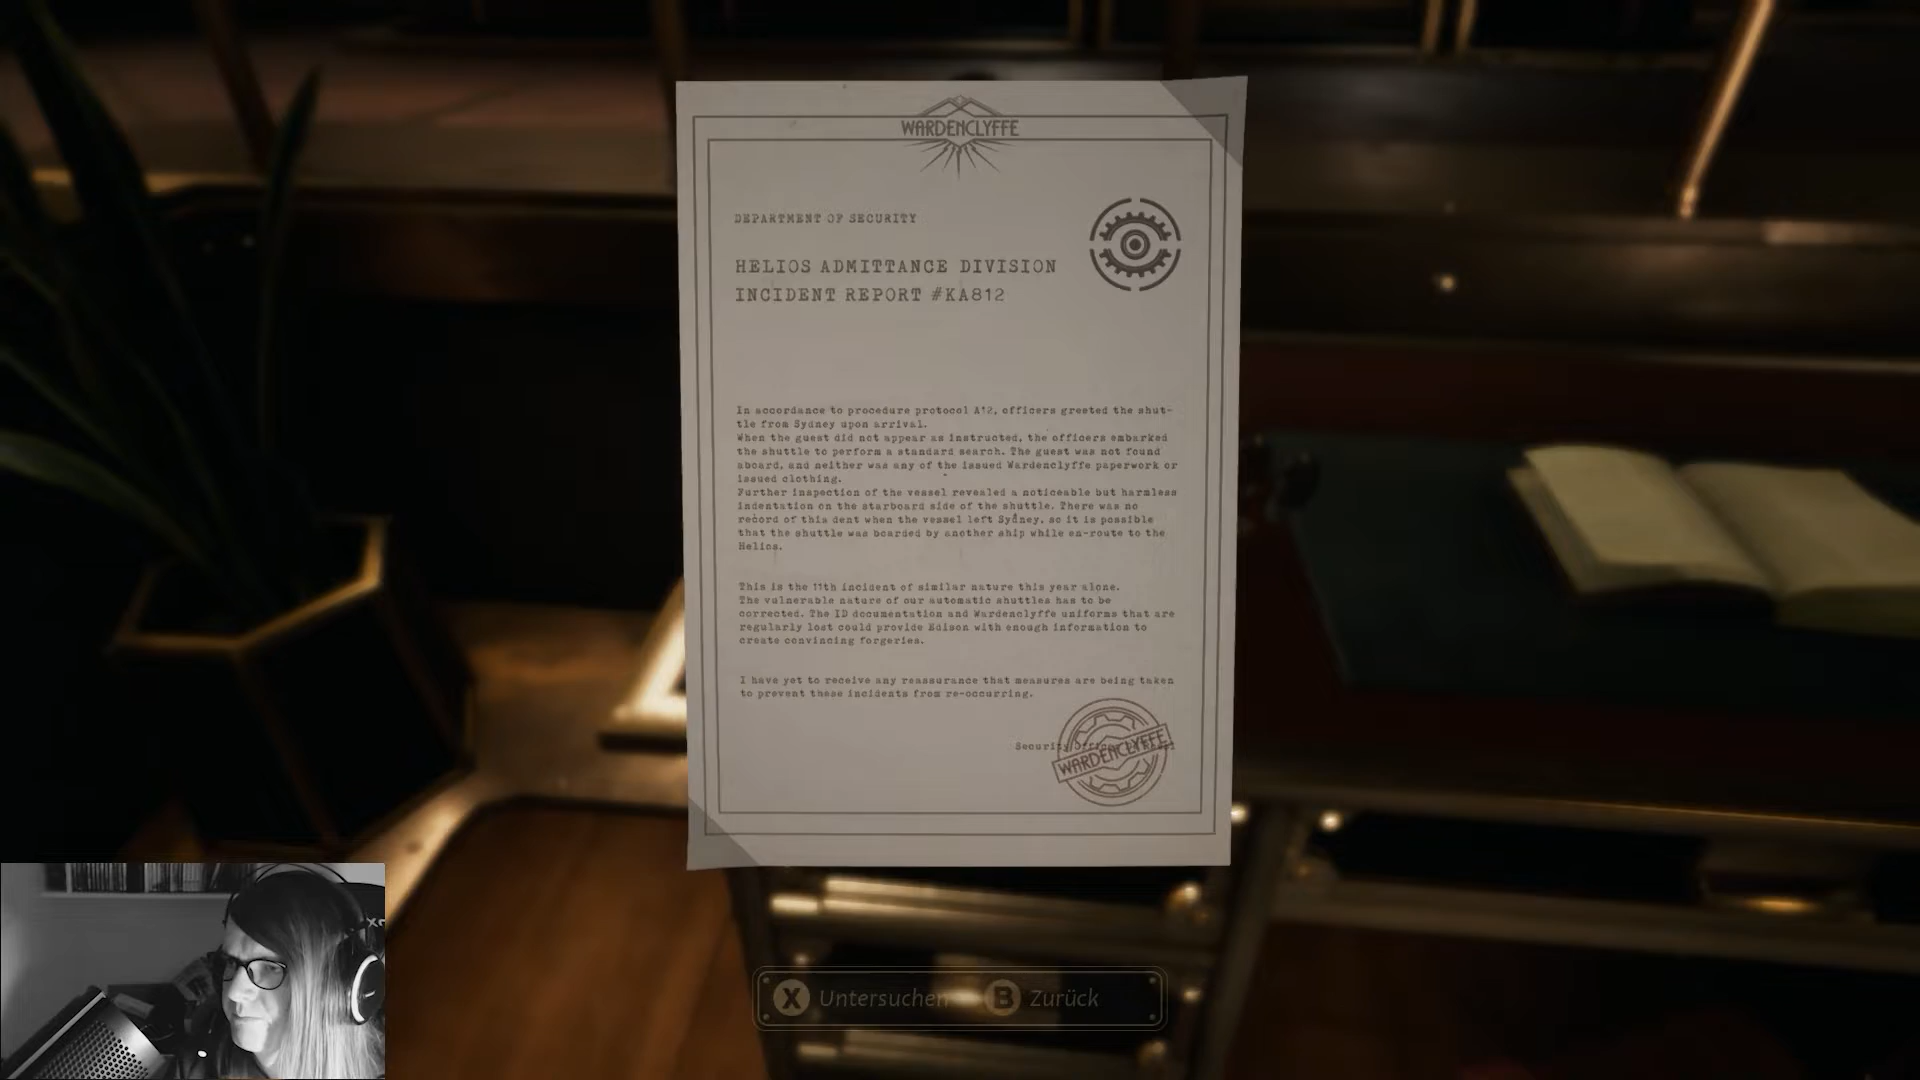 WARDENCLYFFE
DEPARTMENT OF SECURITY
HELIOS ADMITTANCE DIVISION
INCIDENT REPORT #KA812
In accordance to procedure protocol A12, officers greeted the shut-
tle from Sydney upon arrival.
When the guest did not appear as instructed, the officers embarked
the shuttle to perform a standard search. The guest was not found
aboard, and neither was any of the issued Wardenclyffe paperwork or
issued clothing.
Further inspection of the vessel revealed a noticeable but harmless
indentation on the starboard side of the shuttle. There was no
record of this dent when the vessel left Sydney, so it is possible
that the shuttle was boarded by another ship while en-route to the
Helios.
This is the 11th incident of similar nature this year alone.
The vulnerable nature of our automatic shuttles has to be
corrected. The ID documentation and Wardenclyffe uniforms that are
regularly lost could provide Edison with enough information to
create convincing forgeries.
I have yet to receive any reassurance that measures are being taken
to prevent these incidents from re-occurring.
Security Officer
WARDENCLYFFE
X Untersuchen B Zurück